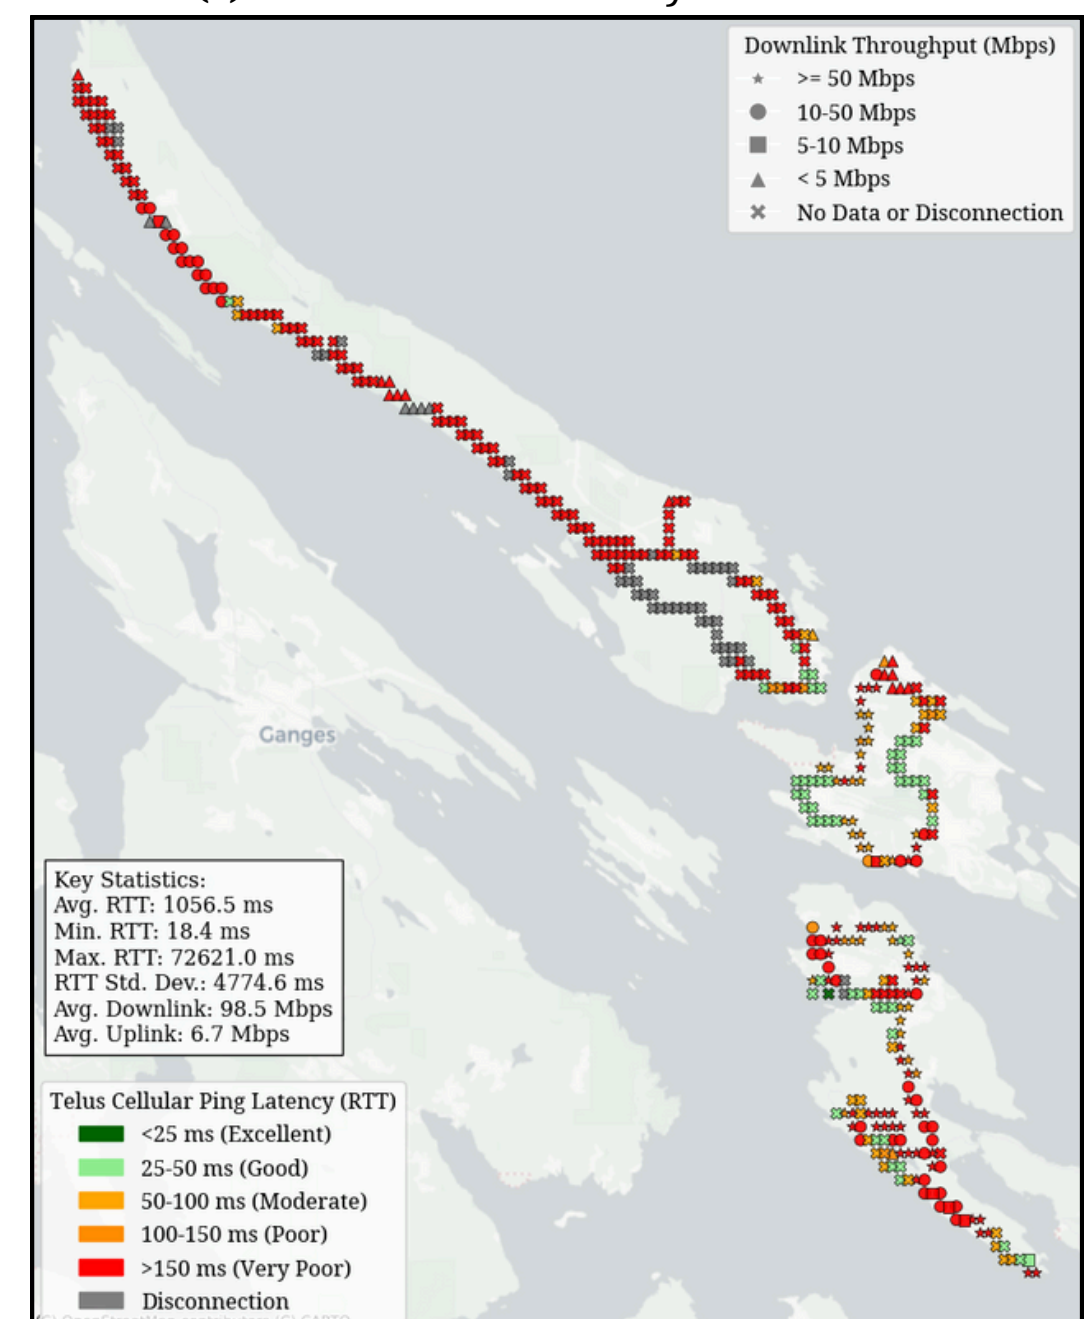 Downlink Throughput (Mbps)
>= 50 Mbps
10-50 Mbps
5-10 Mbps
< 5 Mbps
No Data or Disconnection
Ganges
Key Statistics:
Avg. RTT: 1056.5 ms
Min. RTT: 18.4 ms
Max. RTT: 72621.0 ms
RTT Std. Dev.: 4774.6 ms
Avg. Downlink: 98.5 Mbps
Avg. Uplink: 6.7 Mbps
Telus Cellular Ping Latency (RTT)
<25 ms (Excellent)
25-50 ms (Good)
50-100 ms (Moderate)
100-150 ms (Poor)
>150 ms (Very Poor)
Disconnection